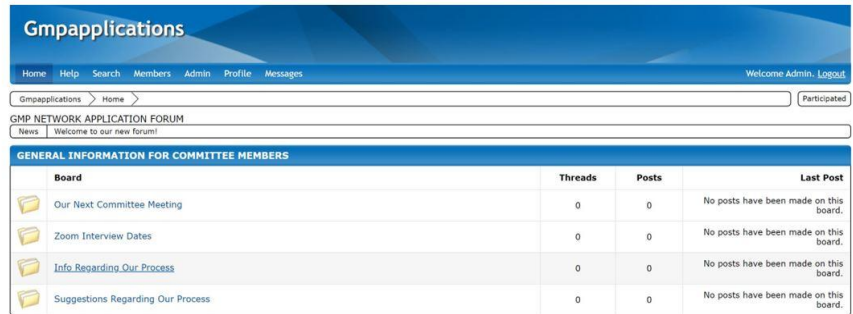 Gmpapplications
Home Help Search Members Admin Profile Messages Welcome Admin. Logout
Gmpapplications Home Participated
GMP NETWORK APPLICATION FORUM
News Welcome to our new forum!
GENERAL INFORMATION FOR COMMITTEE MEMBERS
Board Threads Posts Last Post
Our Next Committee Meeting 0 0 No posts have been made on this
board.
Zoom Interview Dates 0 0 No posts have been made on this
board.
Info Regarding Our Process 0 0 No posts have been made on this
board.
Suggestions Regarding Our Process 0 0 No posts have been made on this
board.